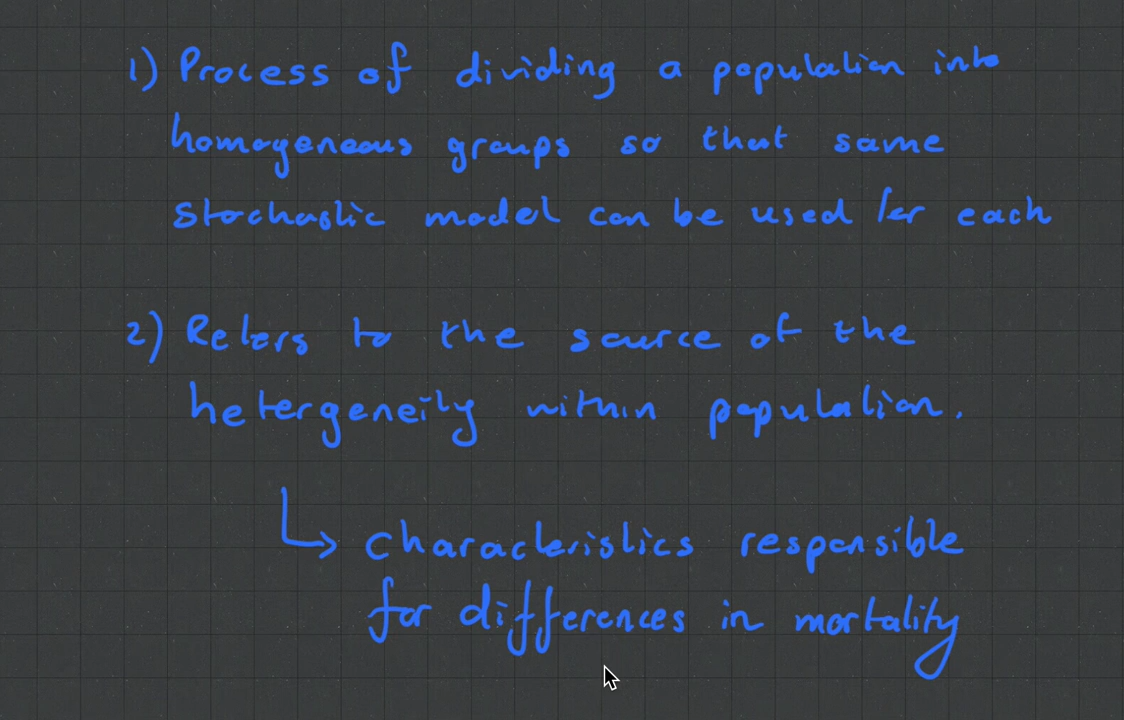 1) Process of dividing a population into
homogeneous groups so that same
stochastic model can be used for each
2) Refers to the source of the
hetergeneity within population.
↳ characteristics responsible
for differences in mortality